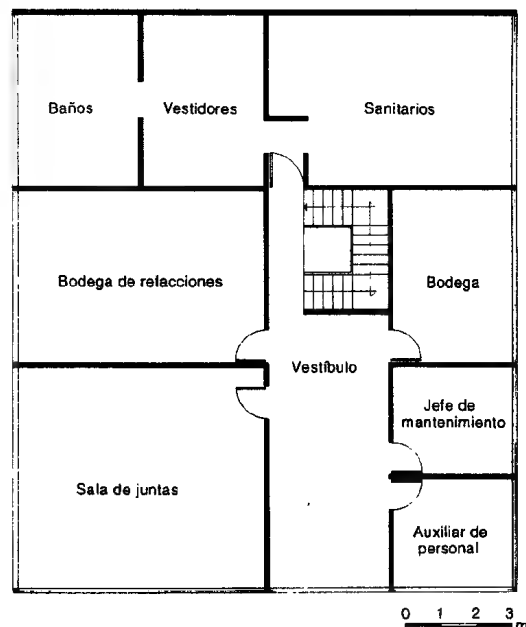 Baños
Vestidores
Sanitarios
Bodega de refacciones
Bodega
Vestíbulo
Jefe de
mantenimiento
Sala de juntas
Auxiliar de
personal
0 1 2 3
m